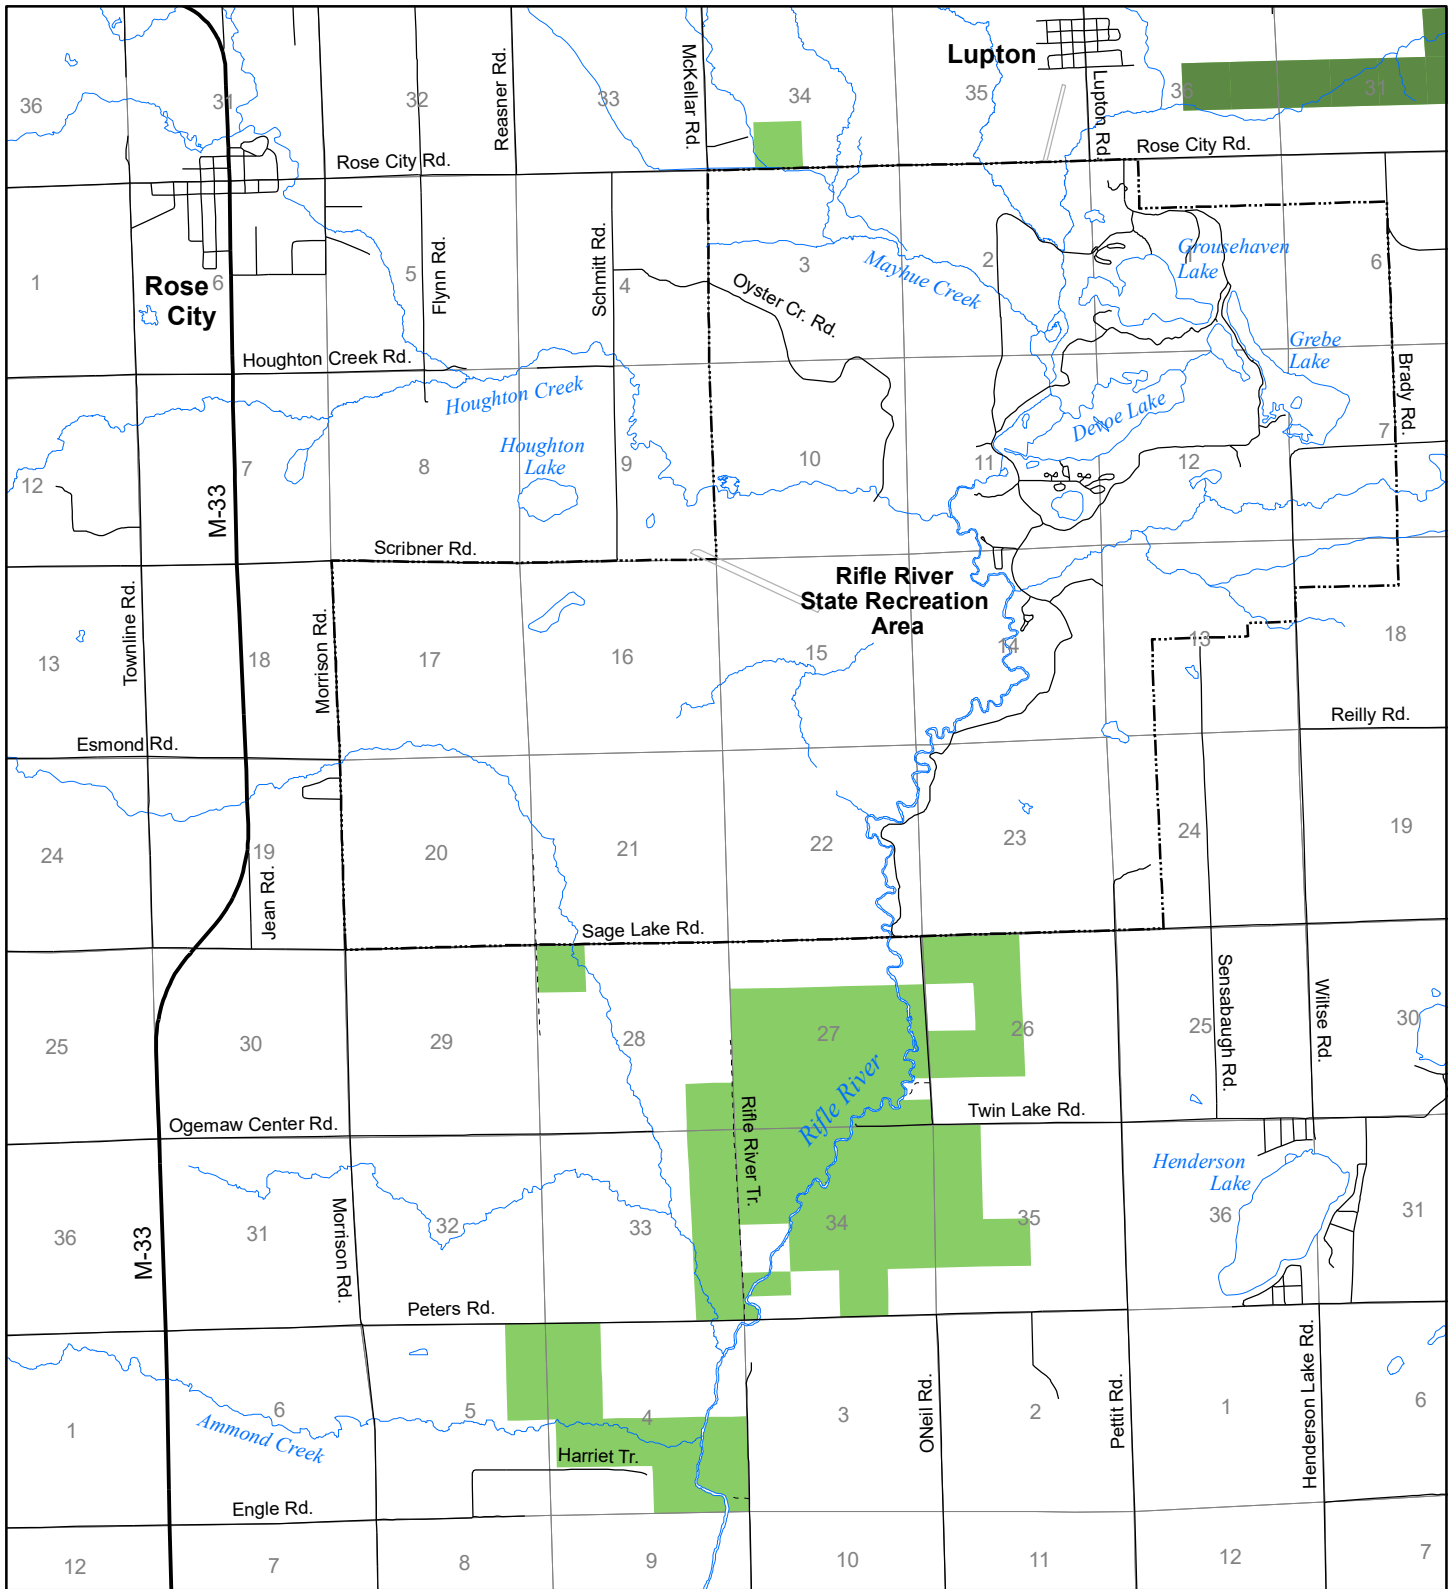 Lupton
36
31
32
33
34
35
36
31
Reasner Rd.
McKellar Rd.
Lupton Rd.
Rose City Rd.
Rose City Rd.
1
6
5
4
3
2
1
6
Rose
City
Flynn Rd.
Schmitt Rd.
Oyster Cr. Rd.
Mayhue Creek
Grousehaven
Lake
Grebe
Lake
Brady Rd.
Houghton Creek Rd.
Houghton Creek
Houghton
Lake
Devoe Lake
12
7
8
9
10
11
12
7
M-33
Scribner Rd.
Rifle River
State Recreation
Area
Townline Rd.
Morrison Rd.
13
18
17
16
15
14
13
18
Esmond Rd.
Reilly Rd.
24
19
20
21
22
23
24
19
Jean Rd.
Sage Lake Rd.
25
30
29
28
27
26
25
30
Sensabaugh Rd.
Wiltse Rd.
Rifle River
Rifle River Tr.
Ogemaw Center Rd.
Twin Lake Rd.
Henderson
Lake
36
31
32
33
34
35
36
31
M-33
Morrison Rd.
Peters Rd.
1
6
5
4
3
2
1
6
Ammond Creek
Harriet Tr.
ONeil Rd.
Pettit Rd.
Henderson Lake Rd.
Engle Rd.
12
7
8
9
10
11
12
7